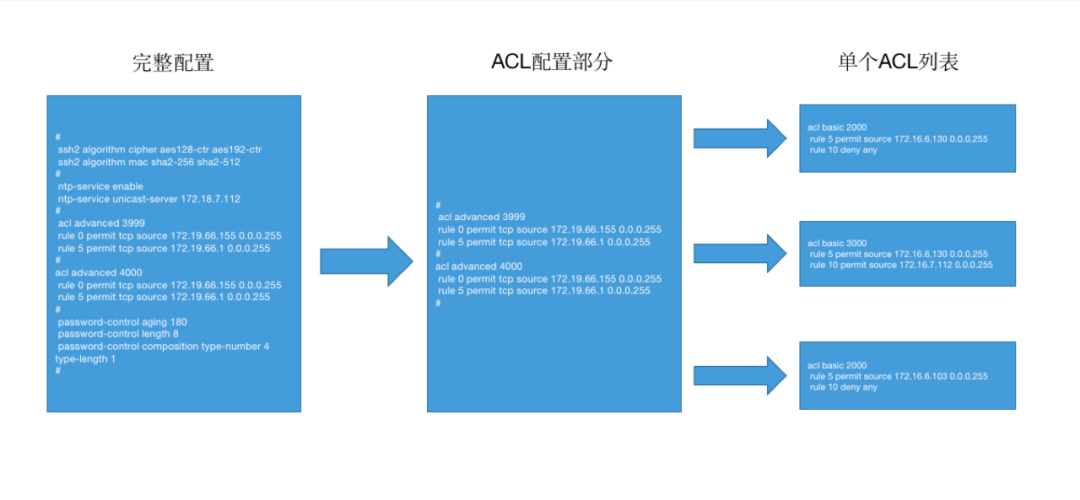 完整配置
ACL配置部分
单个ACL列表
#
ssh2 algorithm cipher aes128-ctr aes192-ctr
ssh2 algorithm mac sha2-256 sha2-512
#
ntp-service enable
ntp-service unicast-server 172.18.7.112
#
acl advanced 3999
rule 0 permit tcp source 172.19.66.155 0.0.0.255
rule 5 permit tcp source 172.19.66.1 0.0.0.255
#
acl advanced 4000
rule 0 permit tcp source 172.19.66.155 0.0.0.255
rule 5 permit tcp source 172.19.66.1 0.0.0.255
#
password-control aging 180
password-control length 8
password-control composition type-number 4
type-length 1
#
#
acl advanced 3999
rule 0 permit tcp source 172.19.66.155 0.0.0.255
rule 5 permit tcp source 172.19.66.1 0.0.0.255
#
acl advanced 4000
rule 0 permit tcp source 172.19.66.155 0.0.0.255
rule 5 permit tcp source 172.19.66.1 0.0.0.255
#
acl basic 2000
rule 5 permit source 172.16.6.130 0.0.0.255
rule 10 deny any
acl basic 3000
rule 5 permit source 172.16.6.130 0.0.0.255
rule 10 permit source 172.16.7.112 0.0.0.255
acl basic 2000
rule 5 permit source 172.16.6.103 0.0.0.255
rule 10 deny any